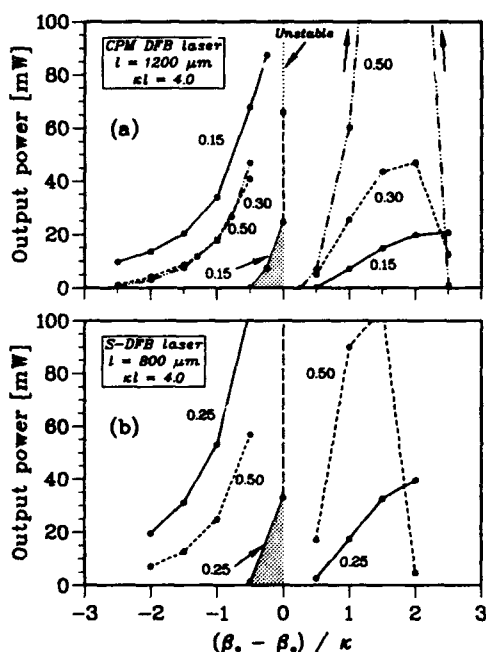 Unstable
CPM DFB laser
l = 1200 μm
κl = 4.0
(a)
0.15
0.30
0.50
0.15
0.50
0.30
0.15
Output power [mW]
100
80
60
40
20
0
S-DFB laser
l = 800 μm
κl = 4.0
(b)
0.25
0.50
0.25
0.50
0.25
Output power [mW]
100
80
60
40
20
0
-3 -2 -1 0 1 2 3
(β₀ - β₀) / κ